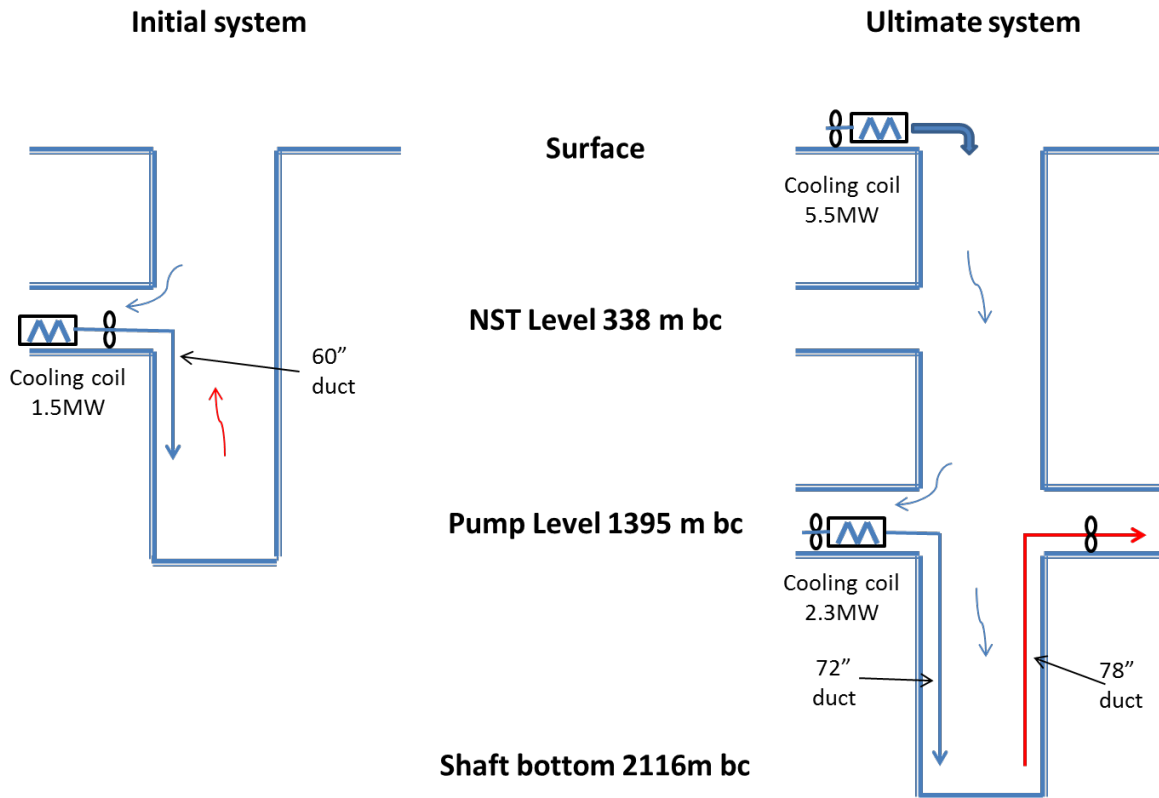 Initial system
Ultimate system
Surface
Cooling coil
5.5MW
NST Level 338 m bc
60”
duct
Cooling coil
1.5MW
Pump Level 1395 m bc
Cooling coil
2.3MW
72”
duct
78”
duct
Shaft bottom 2116m bc